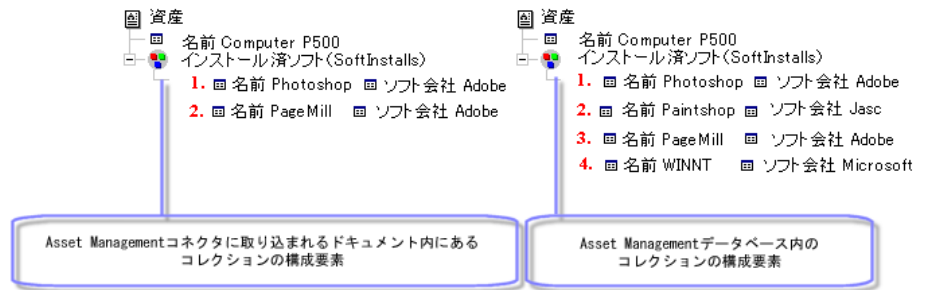 資産
名前 Computer P500
インストール済ソフト(SoftInstalls)
1. 名前 Photoshop ソフト会社 Adobe
2. 名前 PageMill ソフト会社 Adobe
Asset Managementコネクタに取り込まれるドキュメント内にある
コレクションの構成要素
資産
名前 Computer P500
インストール済ソフト(SoftInstalls)
1. 名前 Photoshop ソフト会社 Adobe
2. 名前 Paintshop ソフト会社 Jasc
3. 名前 PageMill ソフト会社 Adobe
4. 名前 WINNT ソフト会社 Microsoft
Asset Managementデータベース内の
コレクションの構成要素